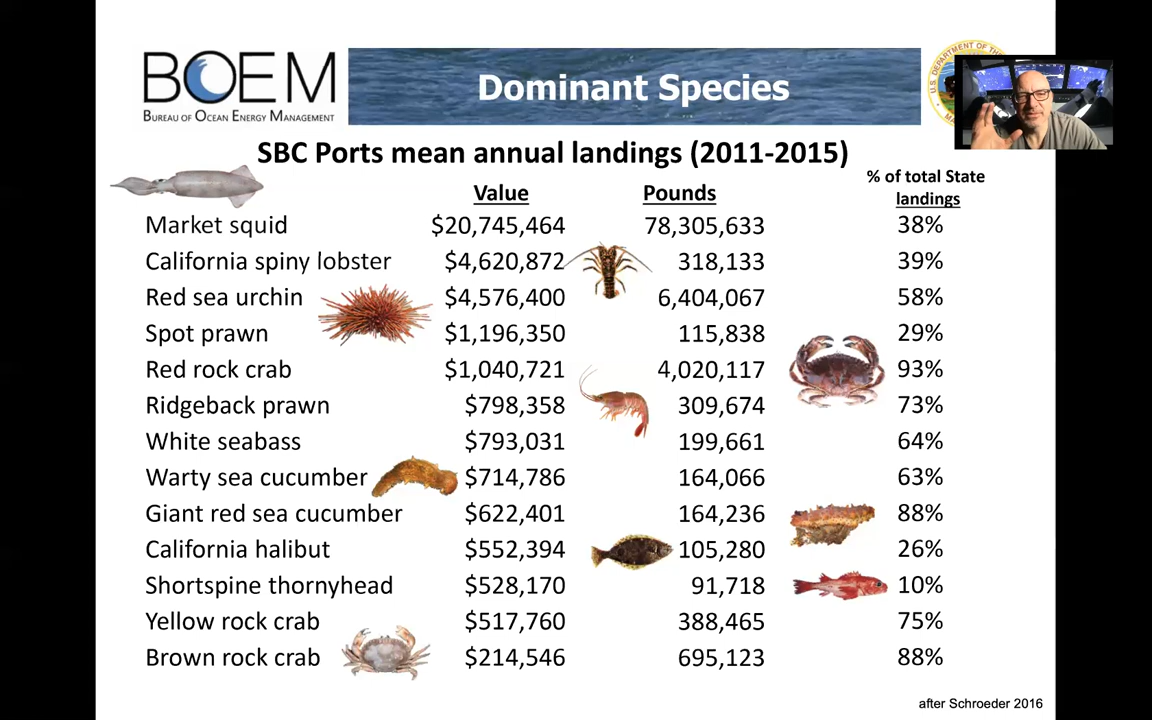 BOEM
BUREAU OF OCEAN ENERGY MANAGEMENT
Dominant Species
U.S. DEPARTMENT OF THE
SBC Ports mean annual landings (2011-2015)
Value Pounds % of total State landings
Market squid $20,745,464 78,305,633 38%
California spiny lobster $4,620,872 318,133 39%
Red sea urchin $4,576,400 6,404,067 58%
Spot prawn $1,196,350 115,838 29%
Red rock crab $1,040,721 4,020,117 93%
Ridgeback prawn $798,358 309,674 73%
White seabass $793,031 199,661 64%
Warty sea cucumber $714,786 164,066 63%
Giant red sea cucumber $622,401 164,236 88%
California halibut $552,394 105,280 26%
Shortspine thornyhead $528,170 91,718 10%
Yellow rock crab $517,760 388,465 75%
Brown rock crab $214,546 695,123 88%
after Schroeder 2016